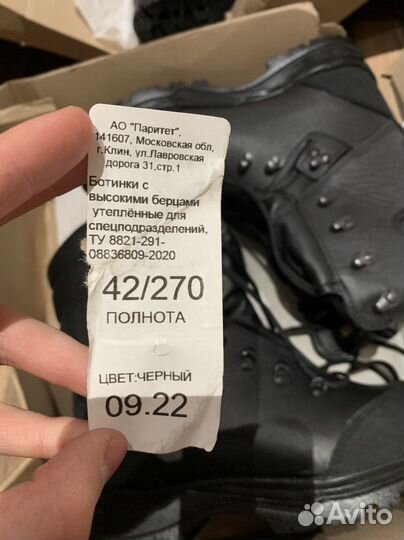 АО "Паритет",
141607, Московская обл,
г.Клин, ул.Лавровская
дорога 31,стр.1
Ботинки с
высокими берцами
утеплённые для
спецподразделений,
ТУ 8821-291-
08836809-2020
42/270
ПОЛНОТА
ЦВЕТ:ЧЕРНЫЙ
09.22
Avito